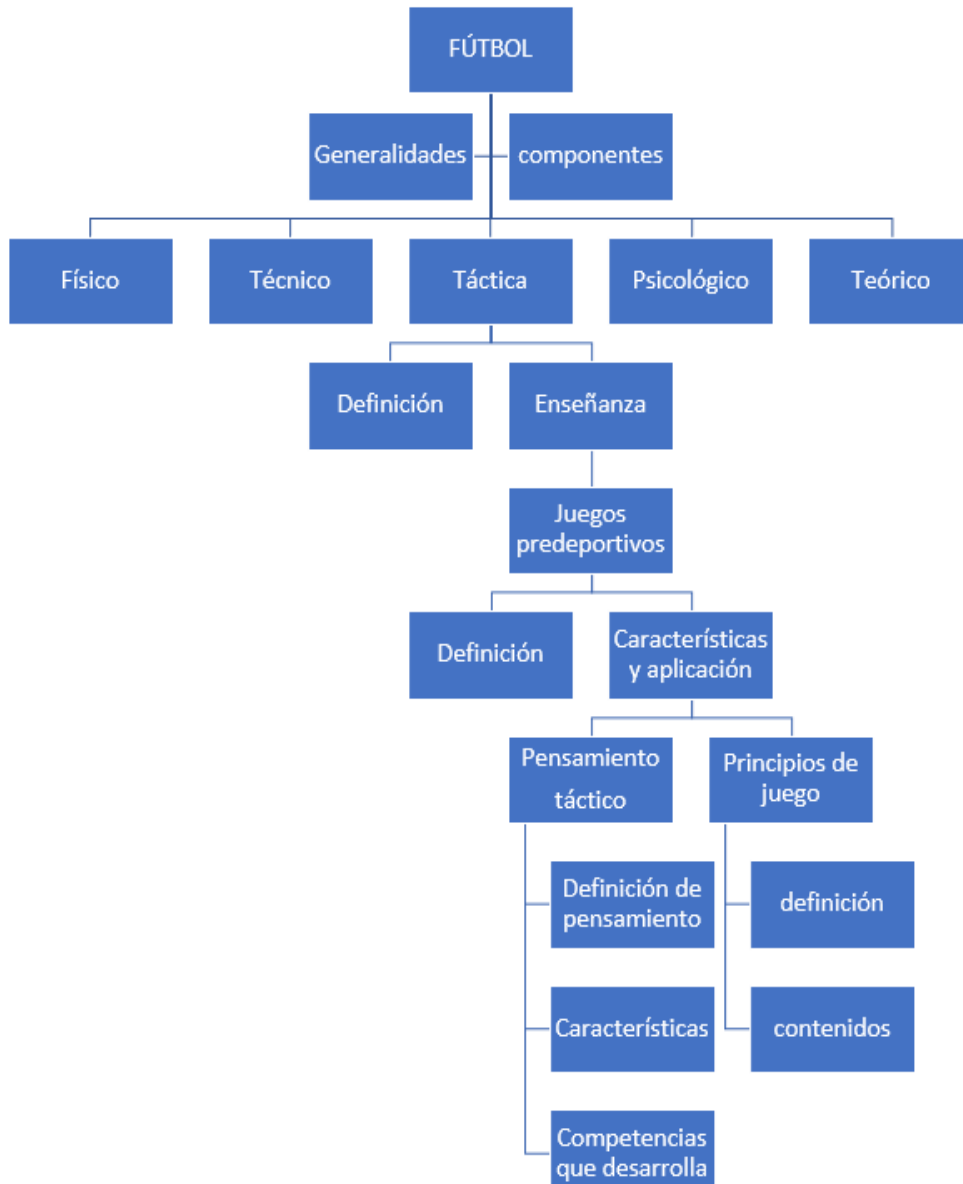 FÚTBOL
Generalidades
componentes
Físico
Técnico
Táctica
Psicológico
Teórico
Definición
Enseñanza
Juegos
predeportivos
Definición
Características
y aplicación
Pensamiento
táctico
Principios de
juego
Definición de
pensamiento
definición
Características
contenidos
Competencias
que desarrolla